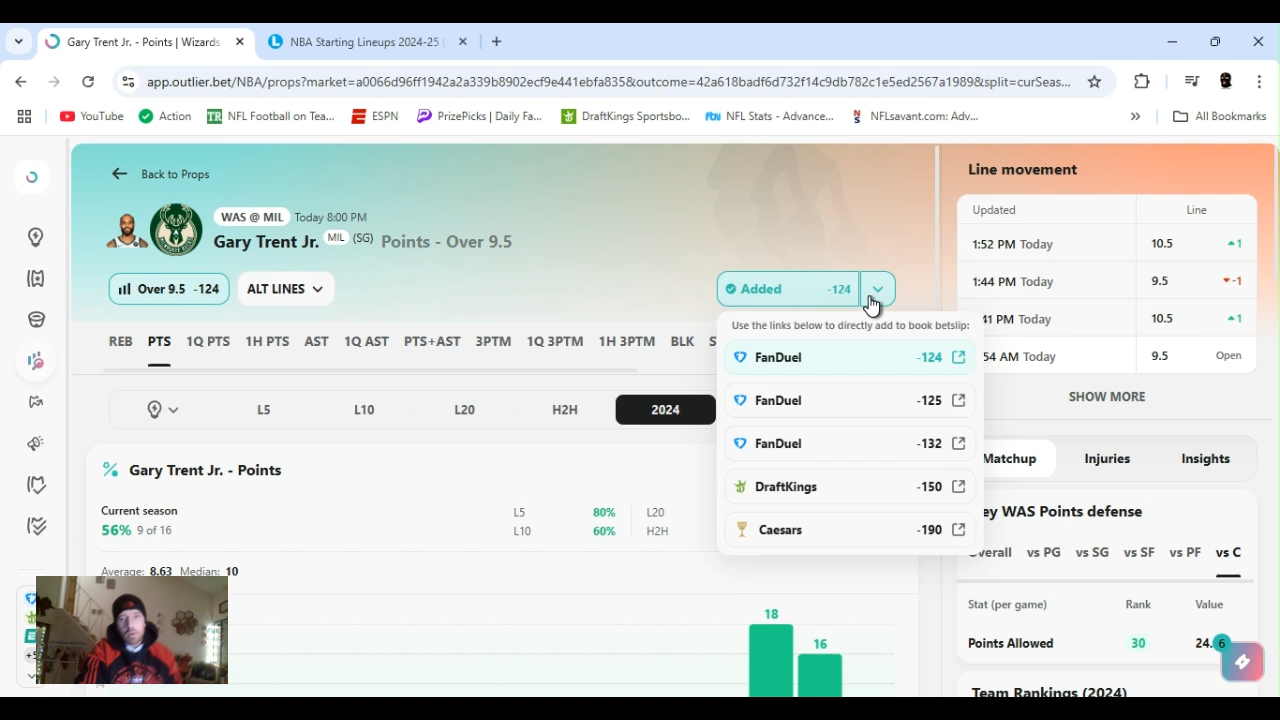 Gary Trent Jr. - Points | Wizards
NBA Starting Lineups 2024-25
app.outlier.bet/NBA/props?market=a0066d96ff1942a2a339b8902ecf9e441ebfa835&outcome=42a618badf6d732f14c9db782c1e5ed2567a1989&split=curSeas...
YouTube
Action
NFL Football on Tea...
ESPN
PrizePicks | Daily Fa...
DraftKings Sportsbo...
NFL Stats - Advance...
NFLsavant.com: Adv...
All Bookmarks
Back to Props
WAS @ MIL Today 8:00 PM
Gary Trent Jr. MIL (SG) Points - Over 9.5
Over 9.5 -124
ALT LINES
Added -124
Use the links below to directly add to book betslip:
FanDuel -124
FanDuel -125
FanDuel -132
DraftKings -150
Caesars -190
REB PTS 1Q PTS 1H PTS AST 1Q AST PTS+AST 3PTM 1Q 3PTM 1H 3PTM BLK S
L5 L10 L20 H2H 2024
Gary Trent Jr. - Points
Current season
56% 9 of 16
L5 80% L20
L10 60% H2H
Average: 8.63 Median: 10
18
16
Line movement
Updated Line
1:52 PM Today 10.5 1
1:44 PM Today 9.5 -1
41 PM Today 10.5 1
54 AM Today 9.5 Open
SHOW MORE
Matchup Injuries Insights
ey WAS Points defense
verall vs PG vs SG vs SF vs PF vs C
Stat (per game) Rank Value
Points Allowed 30 24.6
Team Rankings (2024)